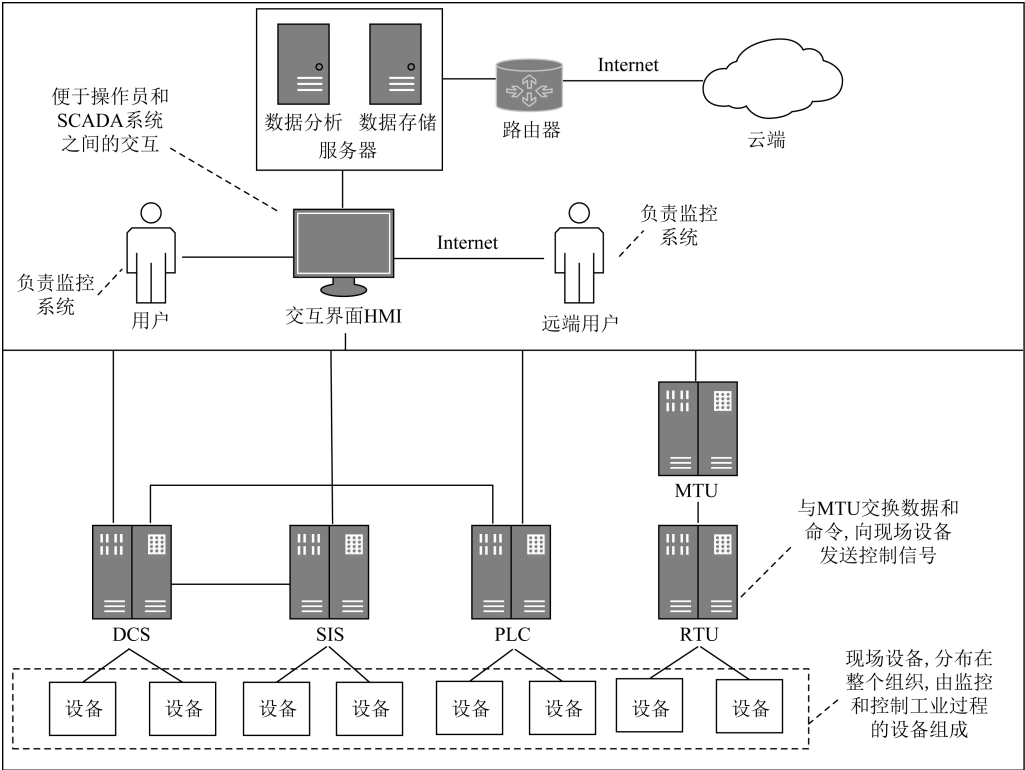 数据分析
数据存储
服务器
路由器
Internet
云端
便于操作员和
SCADA系统
之间的交互
负责监控
系统
用户
交互界面HMI
Internet
远端用户
负责监控
系统
MTU
与MTU交换数据和
命令, 向现场设备
发送控制信号
DCS
SIS
PLC
RTU
设备
设备
设备
设备
设备
设备
设备
设备
现场设备, 分布在
整个组织, 由监控
和控制工业过程
的设备组成